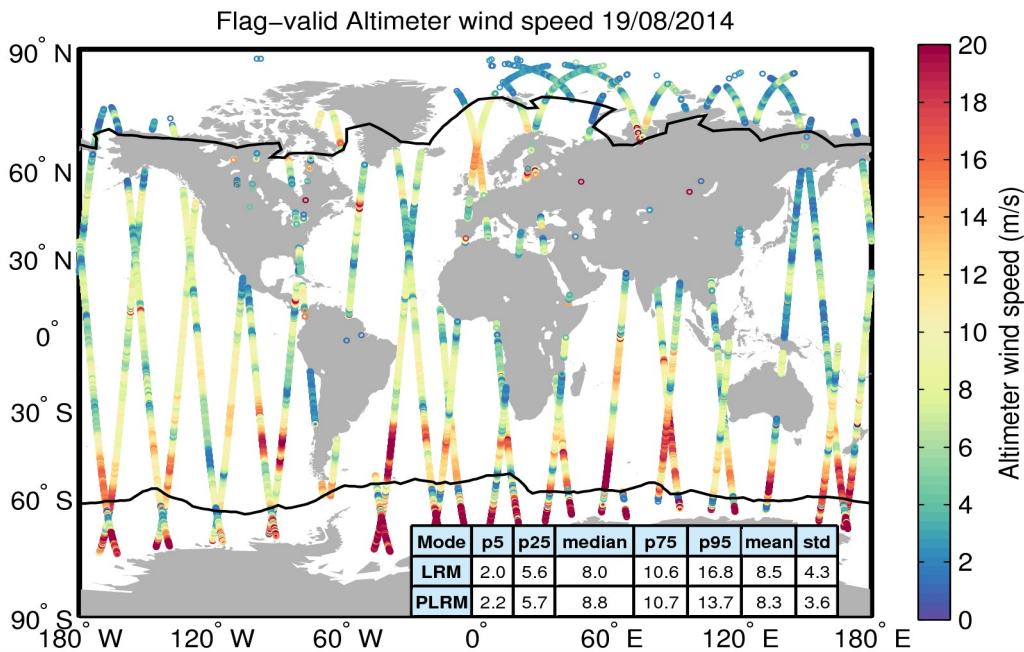 Flag−valid Altimeter wind speed 19/08/2014
90° N
60° N
30° N
0°
30° S
60° S
90° S
180° W
120° W
60° W
0°
60° E
120° E
180° E
Mode p5 p25 median p75 p95 mean std
LRM 2.0 5.6 8.0 10.6 16.8 8.5 4.3
PLRM 2.2 5.7 8.8 10.7 13.7 8.3 3.6
20
18
16
14
12
10
8
6
4
2
0
Altimeter wind speed (m/s)